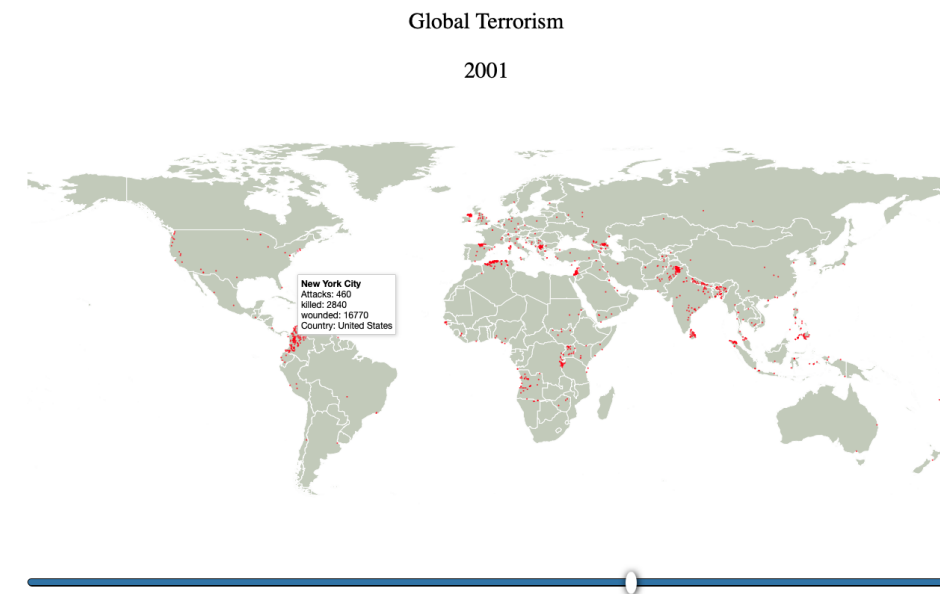 Global Terrorism
2001
New York City
Attacks: 460
killed: 2840
wounded: 16770
Country: United States